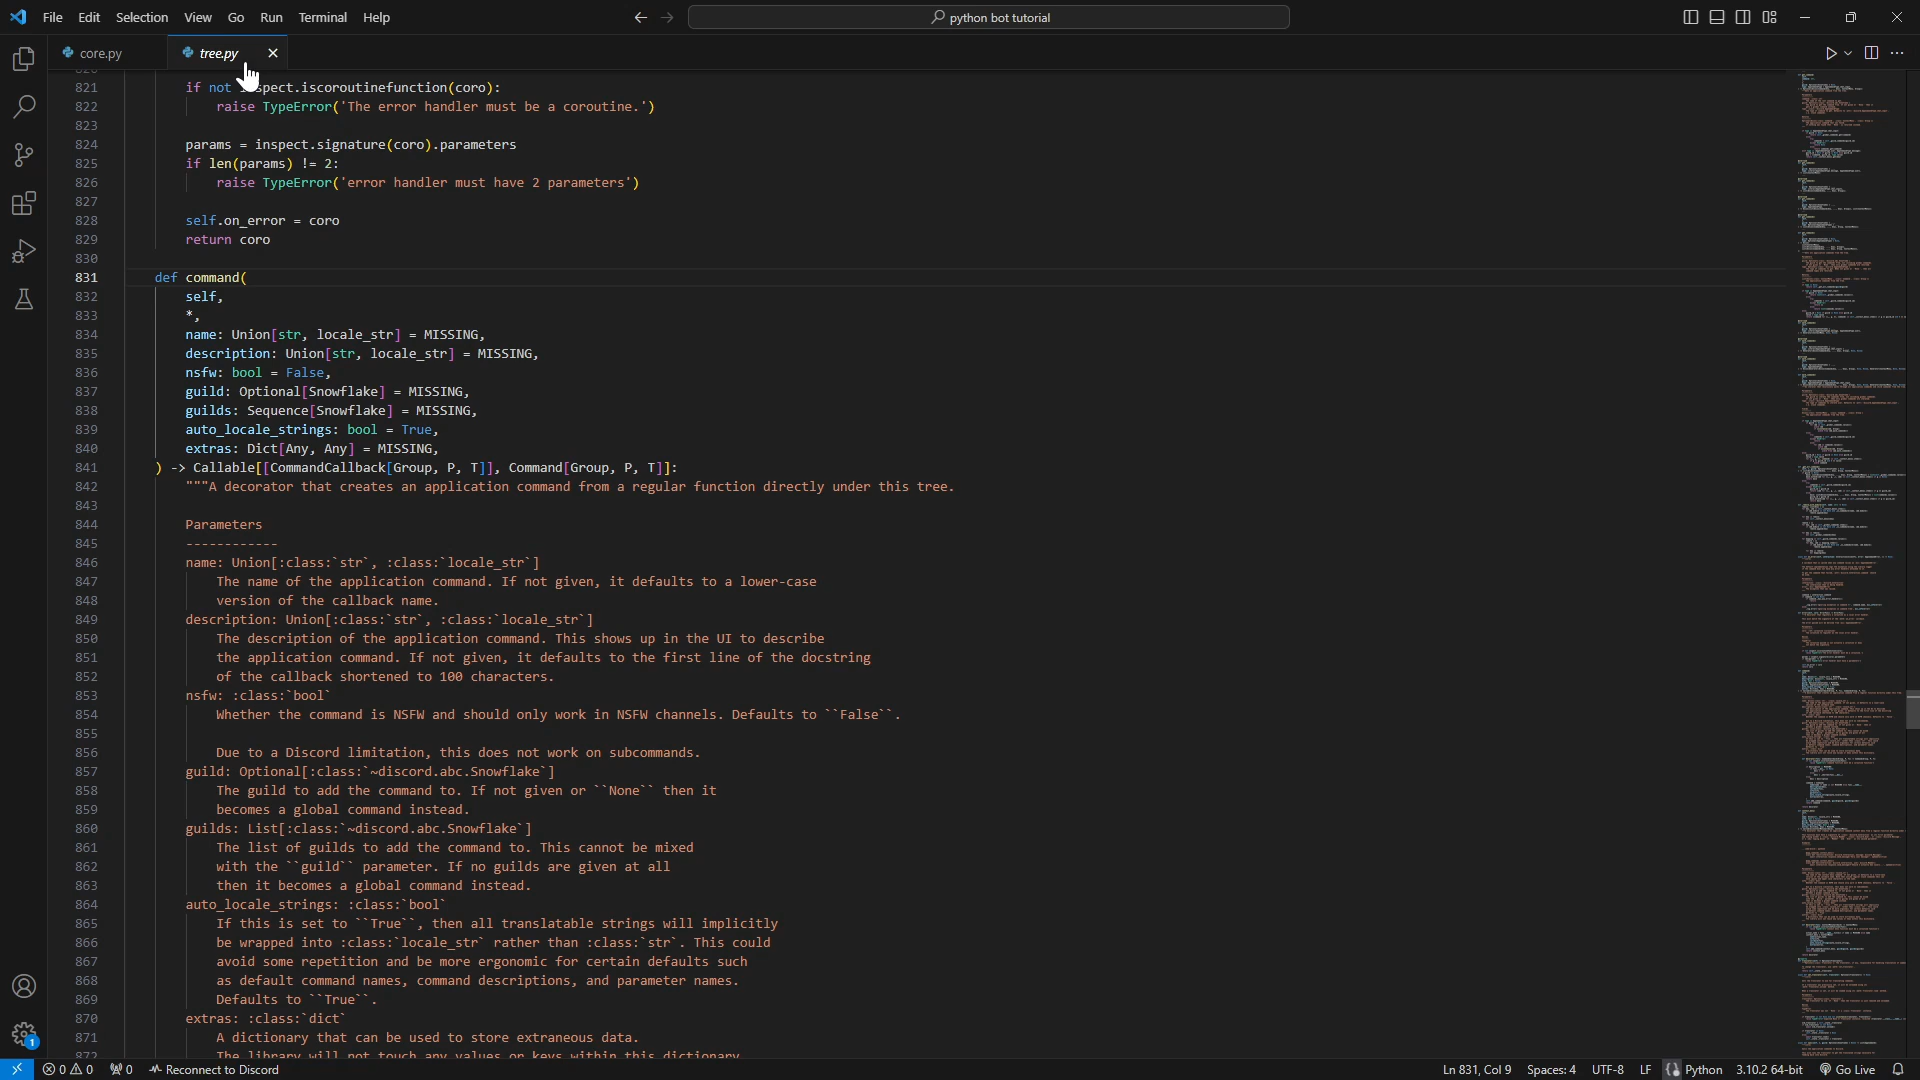 File Edit Selection View Go Run Terminal Help
python bot tutorial
core.py tree.py
821 if not spect.iscoroutinefunction(coro):
822 raise TypeError('The error handler must be a coroutine.')
823
824 params = inspect.signature(coro).parameters
825 if len(params) != 2:
826 raise TypeError('error handler must have 2 parameters')
827
828 self.on_error = coro
829 return coro
830
831 def command(
832 self,
833 *,
834 name: Union[str, locale_str] = MISSING,
835 description: Union[str, locale_str] = MISSING,
836 nsfw: bool = False,
837 guild: Optional[Snowflake] = MISSING,
838 guilds: Sequence[Snowflake] = MISSING,
839 auto_locale_strings: bool = True,
840 extras: Dict[Any, Any] = MISSING,
841 ) -> Callable[[CommandCallback[Group, P, T]], Command[Group, P, T]]:
842 """A decorator that creates an application command from a regular function directly under this tree.
843
844 Parameters
845 ------------
846 name: Union[:class:`str`, :class:`locale_str`]
847 The name of the application command. If not given, it defaults to a lower-case
848 version of the callback name.
849 description: Union[:class:`str`, :class:`locale_str`]
850 The description of the application command. This shows up in the UI to describe
851 the application command. If not given, it defaults to the first line of the docstring
852 of the callback shortened to 100 characters.
853 nsfw: :class:`bool`
854 Whether the command is NSFW and should only work in NSFW channels. Defaults to ``False``.
855
856 Due to a Discord limitation, this does not work on subcommands.
857 guild: Optional[:class:`~discord.abc.Snowflake`]
858 The guild to add the command to. If not given or ``None`` then it
859 becomes a global command instead.
860 guilds: List[:class:`~discord.abc.Snowflake`]
861 The list of guilds to add the command to. This cannot be mixed
862 with the ``guild`` parameter. If no guilds are given at all
863 then it becomes a global command instead.
864 auto_locale_strings: :class:`bool`
865 If this is set to ``True``, then all translatable strings will implicitly
866 be wrapped into :class:`locale_str` rather than :class:`str`. This could
867 avoid some repetition and be more ergonomic for certain defaults such
868 as default command names, command descriptions, and parameter names.
869 Defaults to ``True``.
870 extras: :class:`dict`
871 A dictionary that can be used to store extraneous data.
872 The library will not touch any values or keys within this dictionary
1
0 0 0 Reconnect to Discord Ln 831, Col 9 Spaces: 4 UTF-8 LF Python 3.10.2 64-bit Go Live